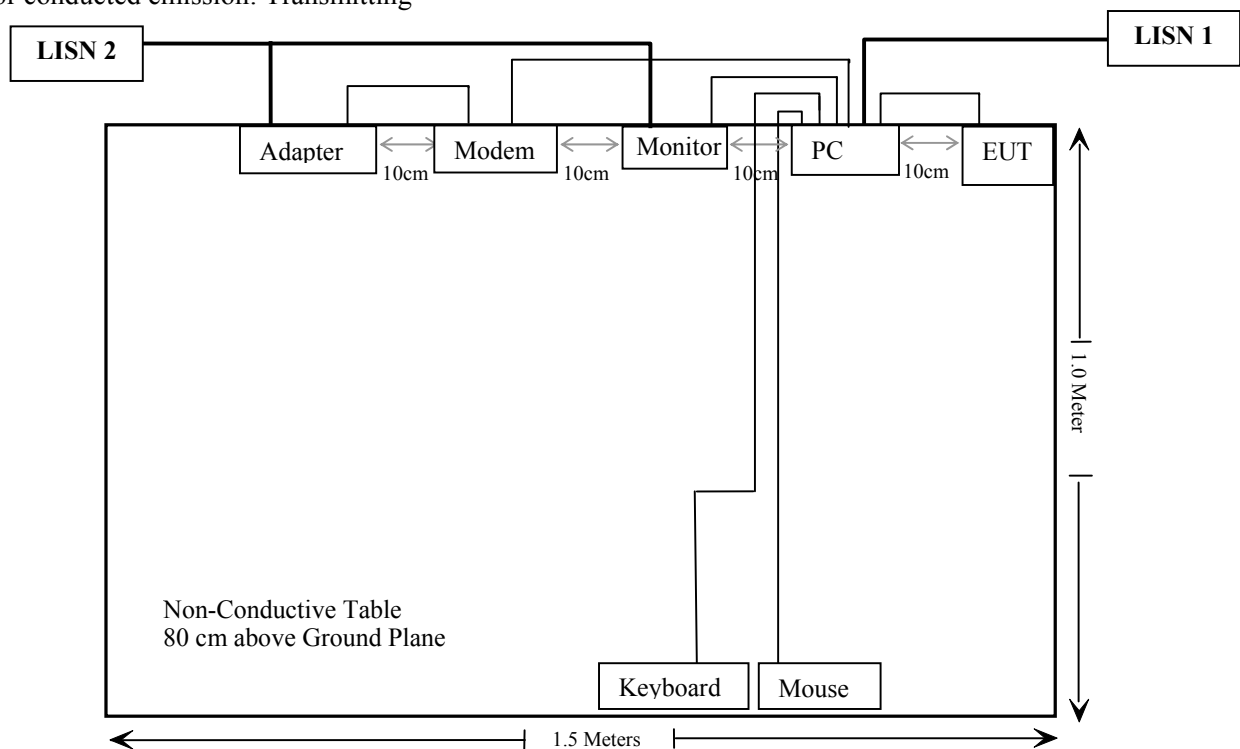 or conducted emission: Transmitting
LISN 2
LISN 1
Adapter
Modem
Monitor
PC
EUT
10cm
10cm
10cm
10cm
1.0 Meter
Non-Conductive Table
80 cm above Ground Plane
Keyboard
Mouse
1.5 Meters